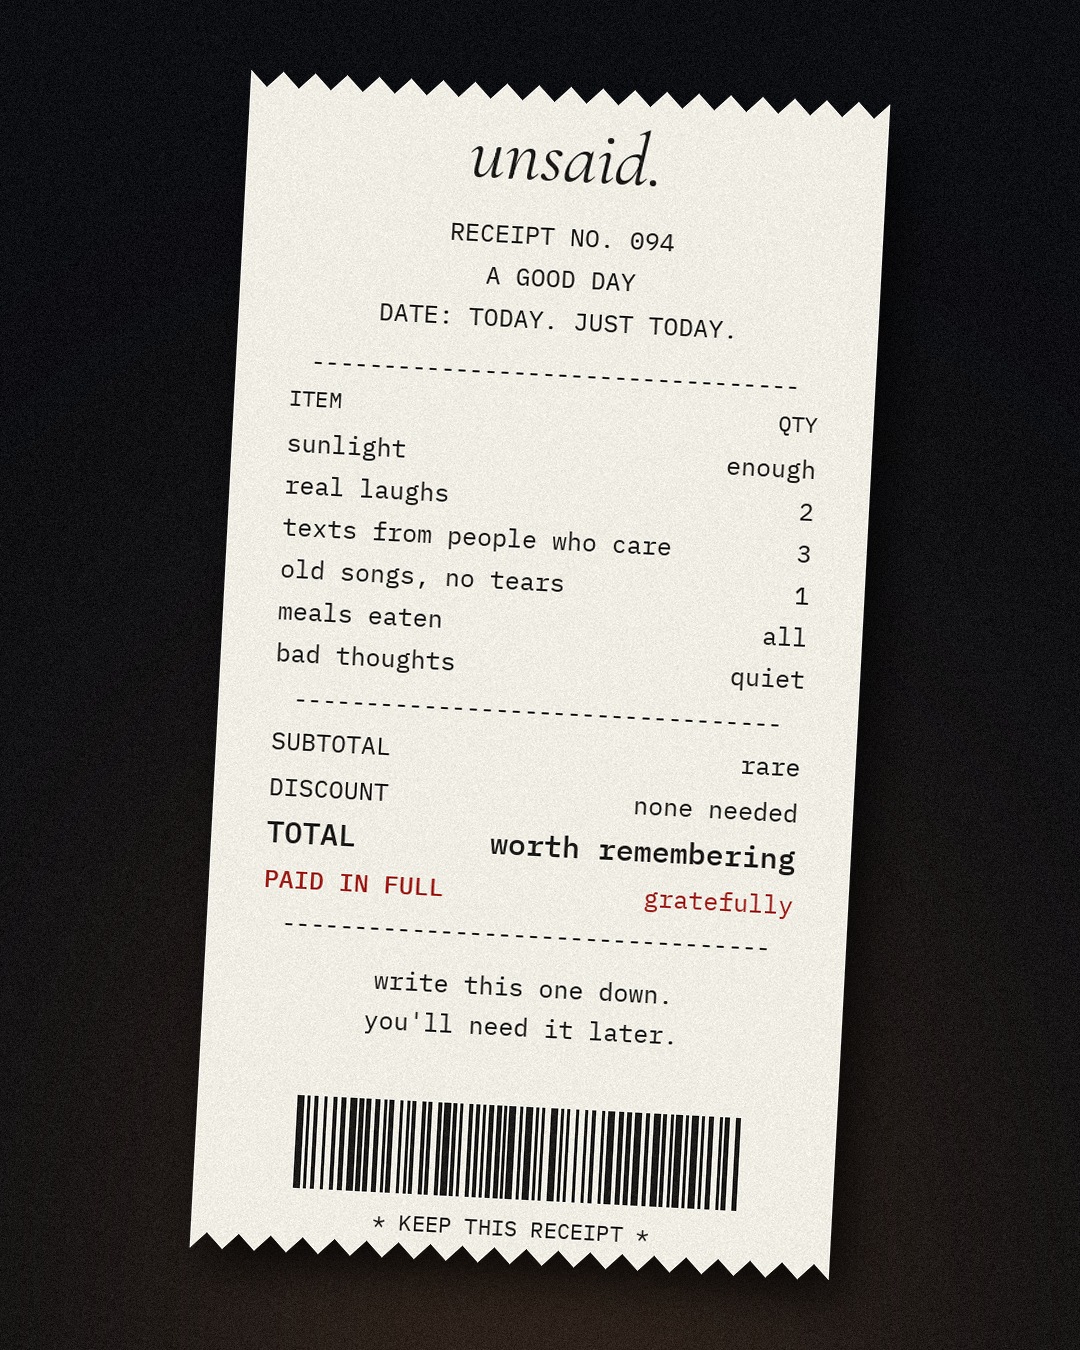 unsaid.
RECEIPT NO. 094
A GOOD DAY
DATE: TODAY. JUST TODAY.
----------------------------------
ITEM QTY
sunlight enough
real laughs 2
texts from people who care 3
old songs, no tears 1
meals eaten all
bad thoughts quiet
----------------------------------
SUBTOTAL rare
DISCOUNT none needed
TOTAL worth remembering
PAID IN FULL gratefully
----------------------------------
write this one down.
you'll need it later.
* KEEP THIS RECEIPT *